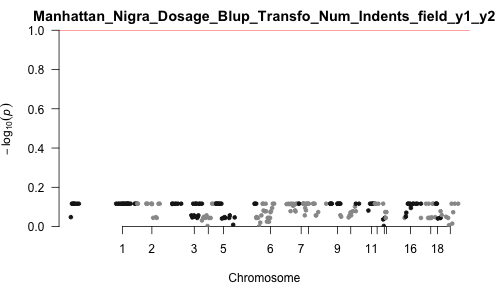 Manhattan_Nigra_Dosage_Blup_Transfo_Num_Indents_field_y1_y2
1.0
0.8
0.6
0.4
0.2
0.0
− log10(p)
1 2 3 5 6 7 9 11 16 18
Chromosome